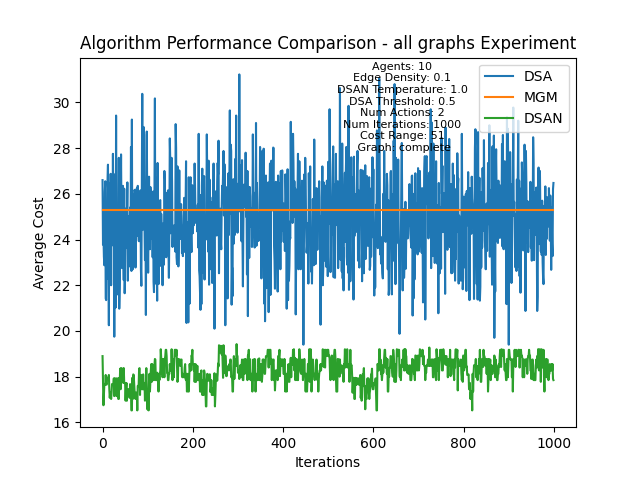 Algorithm Performance Comparison - all graphs Experiment
Agents: 10
Edge Density: 0.1
DSAN Temperature: 1.0
DSA Threshold: 0.5
Num Actions: 2
Num Iterations: 1000
Cost Range: 51
Graph: complete
DSA
MGM
DSAN
Average Cost
30
28
26
24
22
20
18
16
0
200
400
600
800
1000
Iterations